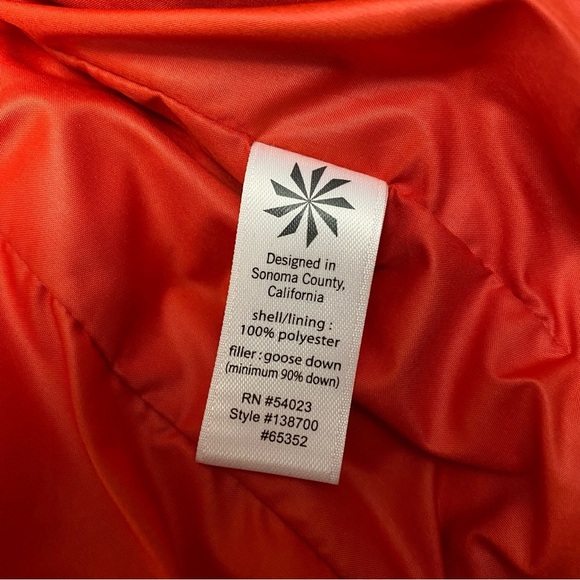 Designed in
Sonoma County,
California
shell/lining :
100% polyester
filler : goose down
(minimum 90% down)
RN #54023
Style #138700
#65352